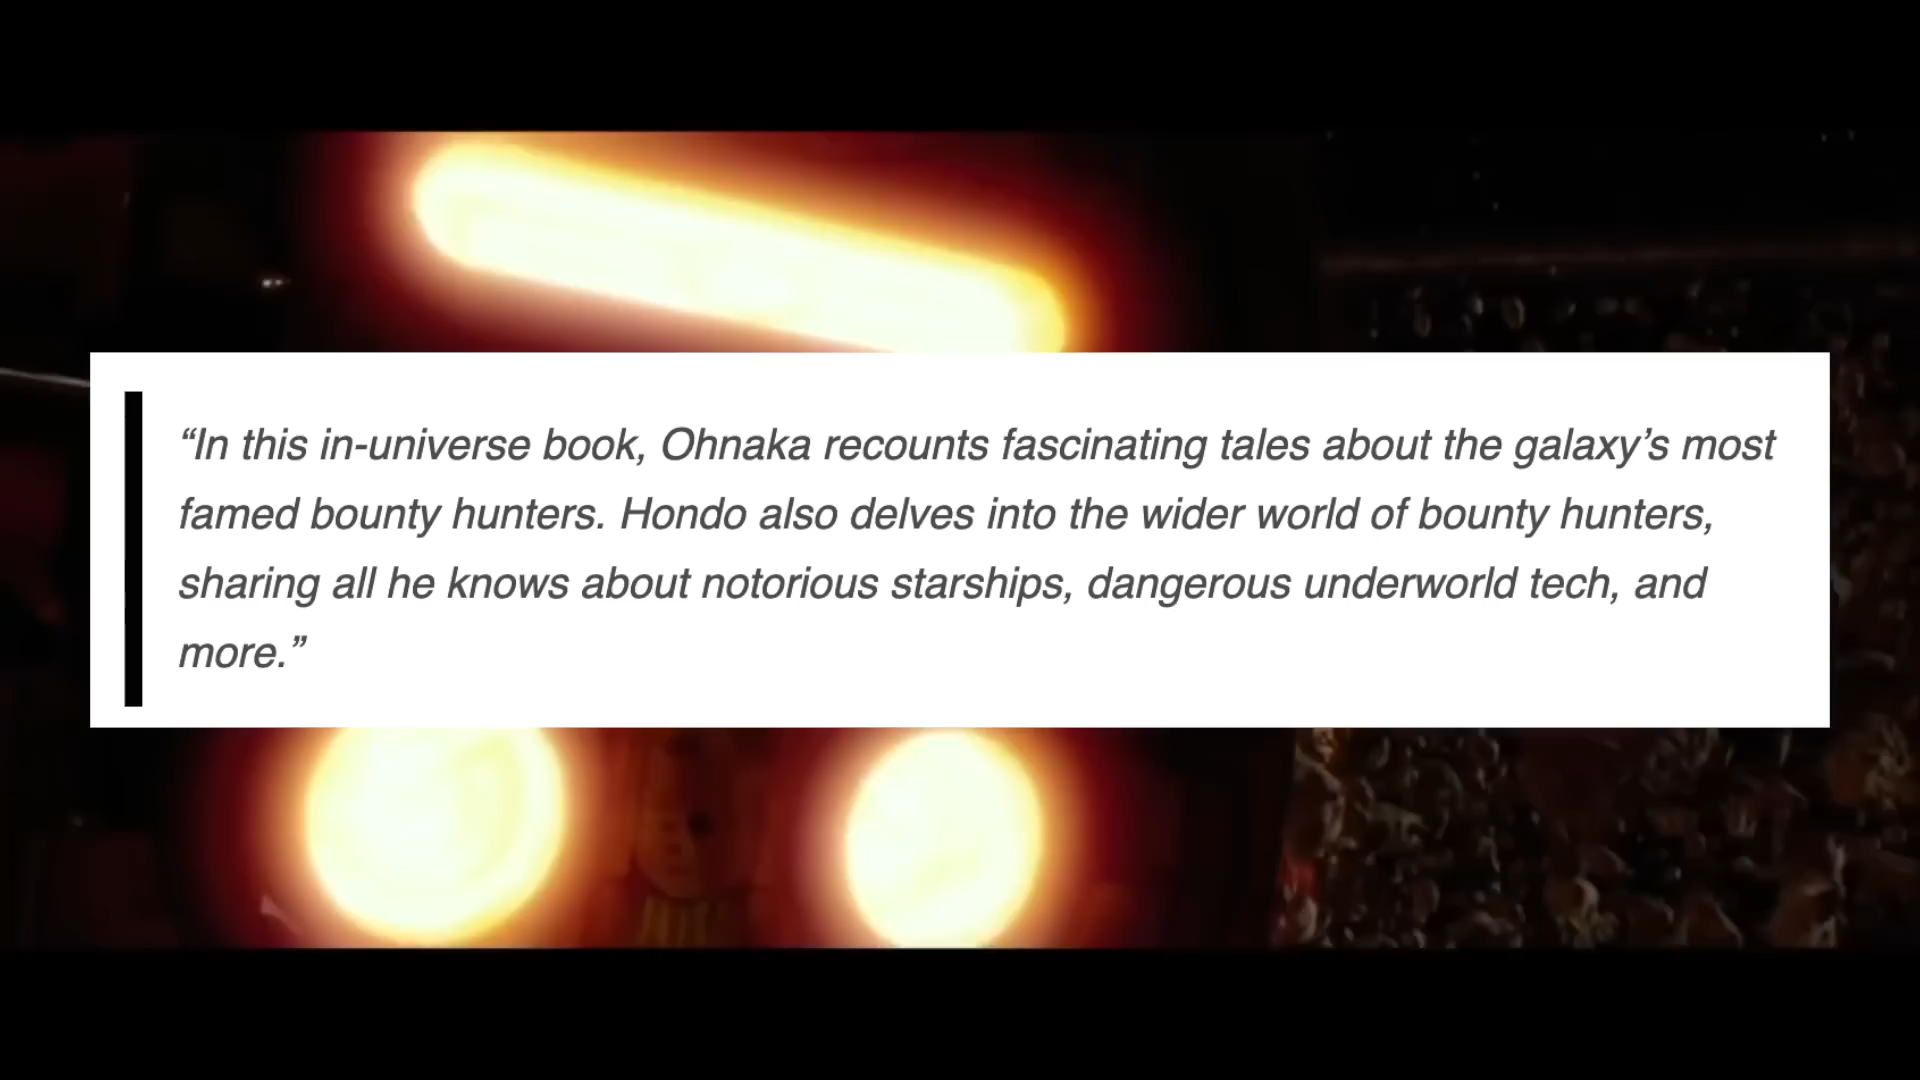 “In this in-universe book, Ohnaka recounts fascinating tales about the galaxy’s most
famed bounty hunters. Hondo also delves into the wider world of bounty hunters,
sharing all he knows about notorious starships, dangerous underworld tech, and
more.”